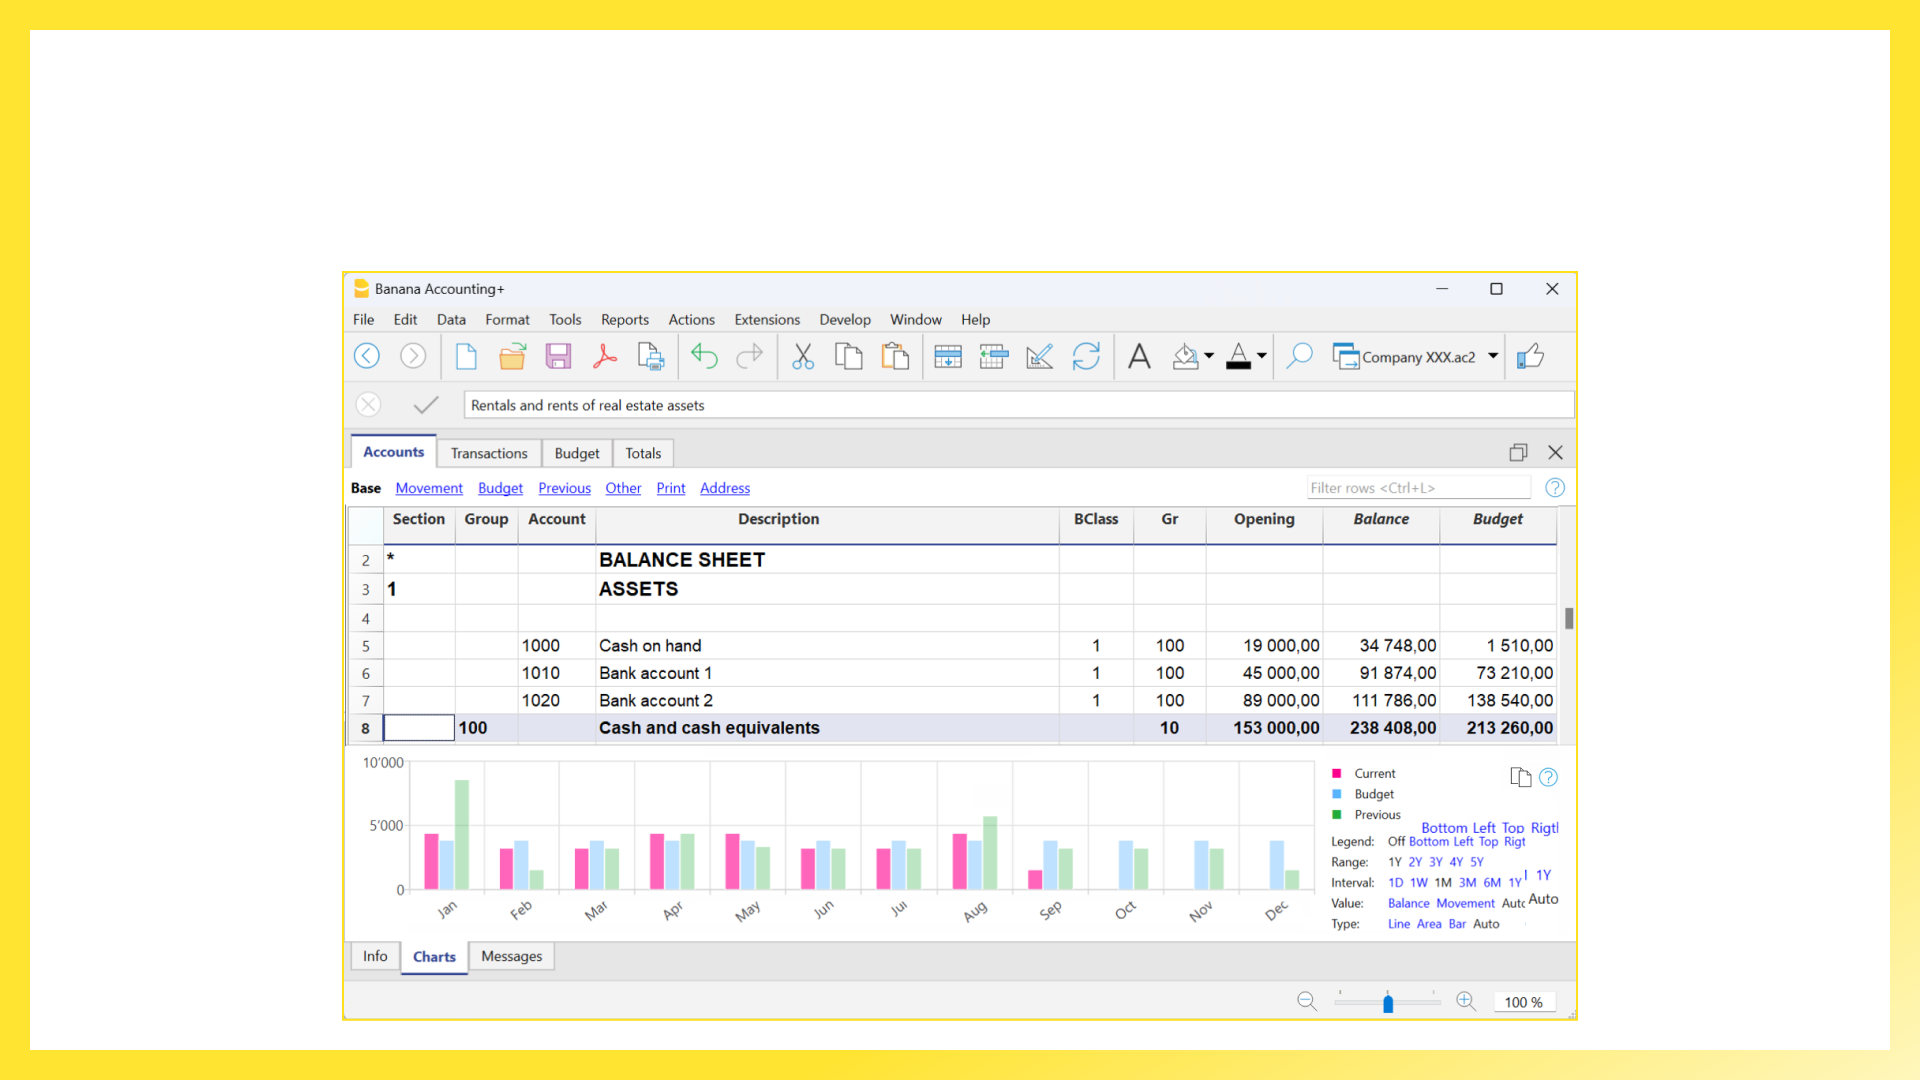 Banana Accounting+
File Edit Data Format Tools Reports Actions Extensions Develop Window Help
Company XXX.ac2
Rentals and rents of real estate assets
Accounts Transactions Budget Totals
Base Movement Budget Previous Other Print Address Filter rows <Ctrl+L>
Section Group Account Description BClass Gr Opening Balance Budget
2 * BALANCE SHEET
3 1 ASSETS
4
5 1000 Cash on hand 1 100 19 000,00 34 748,00 1 510,00
6 1010 Bank account 1 1 100 45 000,00 91 874,00 73 210,00
7 1020 Bank account 2 1 100 89 000,00 111 786,00 138 540,00
8 100 Cash and cash equivalents 10 153 000,00 238 408,00 213 260,00
10'000
5'000
0
Jan Feb Mar Apr May Jun Jul Aug Sep Oct Nov Dec
Current
Budget
Previous
Bottom Left Top Rigtl
Legend: Off Bottom Left Top Rigt
Range: 1Y 2Y 3Y 4Y 5Y
1Y
Interval: 1D 1W 1M 3M 6M 1Y
Value: Balance Movement Autc Auto
Type: Line Area Bar Auto
Info Charts Messages
100 %